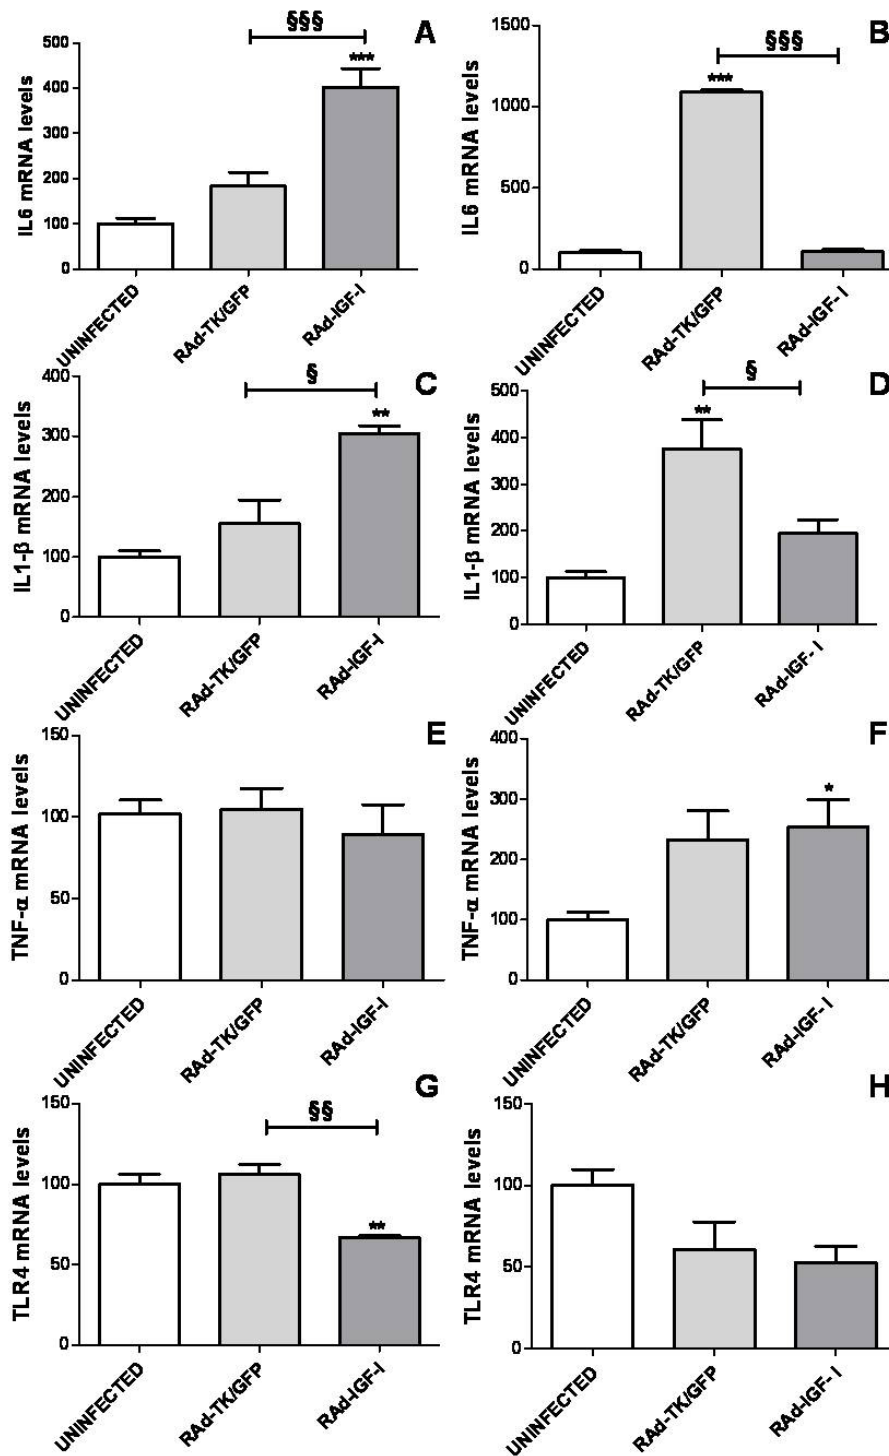 A
§§§
***
IL6 mRNA levels
500
400
300
200
100
0
UNINFECTED
RAd-TK/GFP
RAd-IGF-I
B
§§§
***
IL6 mRNA levels
1500
1000
500
0
UNINFECTED
RAd-TK/GFP
RAd-IGF- I
C
§
**
IL1-β mRNA levels
400
300
200
100
0
UNINFECTED
RAd-TK/GFP
RAd-IGF-I
D
§
**
IL1-β mRNA levels
500
400
300
200
100
0
UNINFECTED
RAd-TK/GFP
RAd-IGF- I
E
TNF-α mRNA levels
150
100
50
0
UNINFECTED
RAd-TK/GFP
RAd-IGF-I
F
*
TNF-α mRNA levels
400
300
200
100
0
UNINFECTED
RAd-TK/GFP
RAd-IGF- I
G
§§
**
TLR4 mRNA levels
150
100
50
0
UNINFECTED
RAd-TK/GFP
RAd-IGF-I
H
TLR4 mRNA levels
150
100
50
0
UNINFECTED
RAd-TK/GFP
RAd-IGF- I